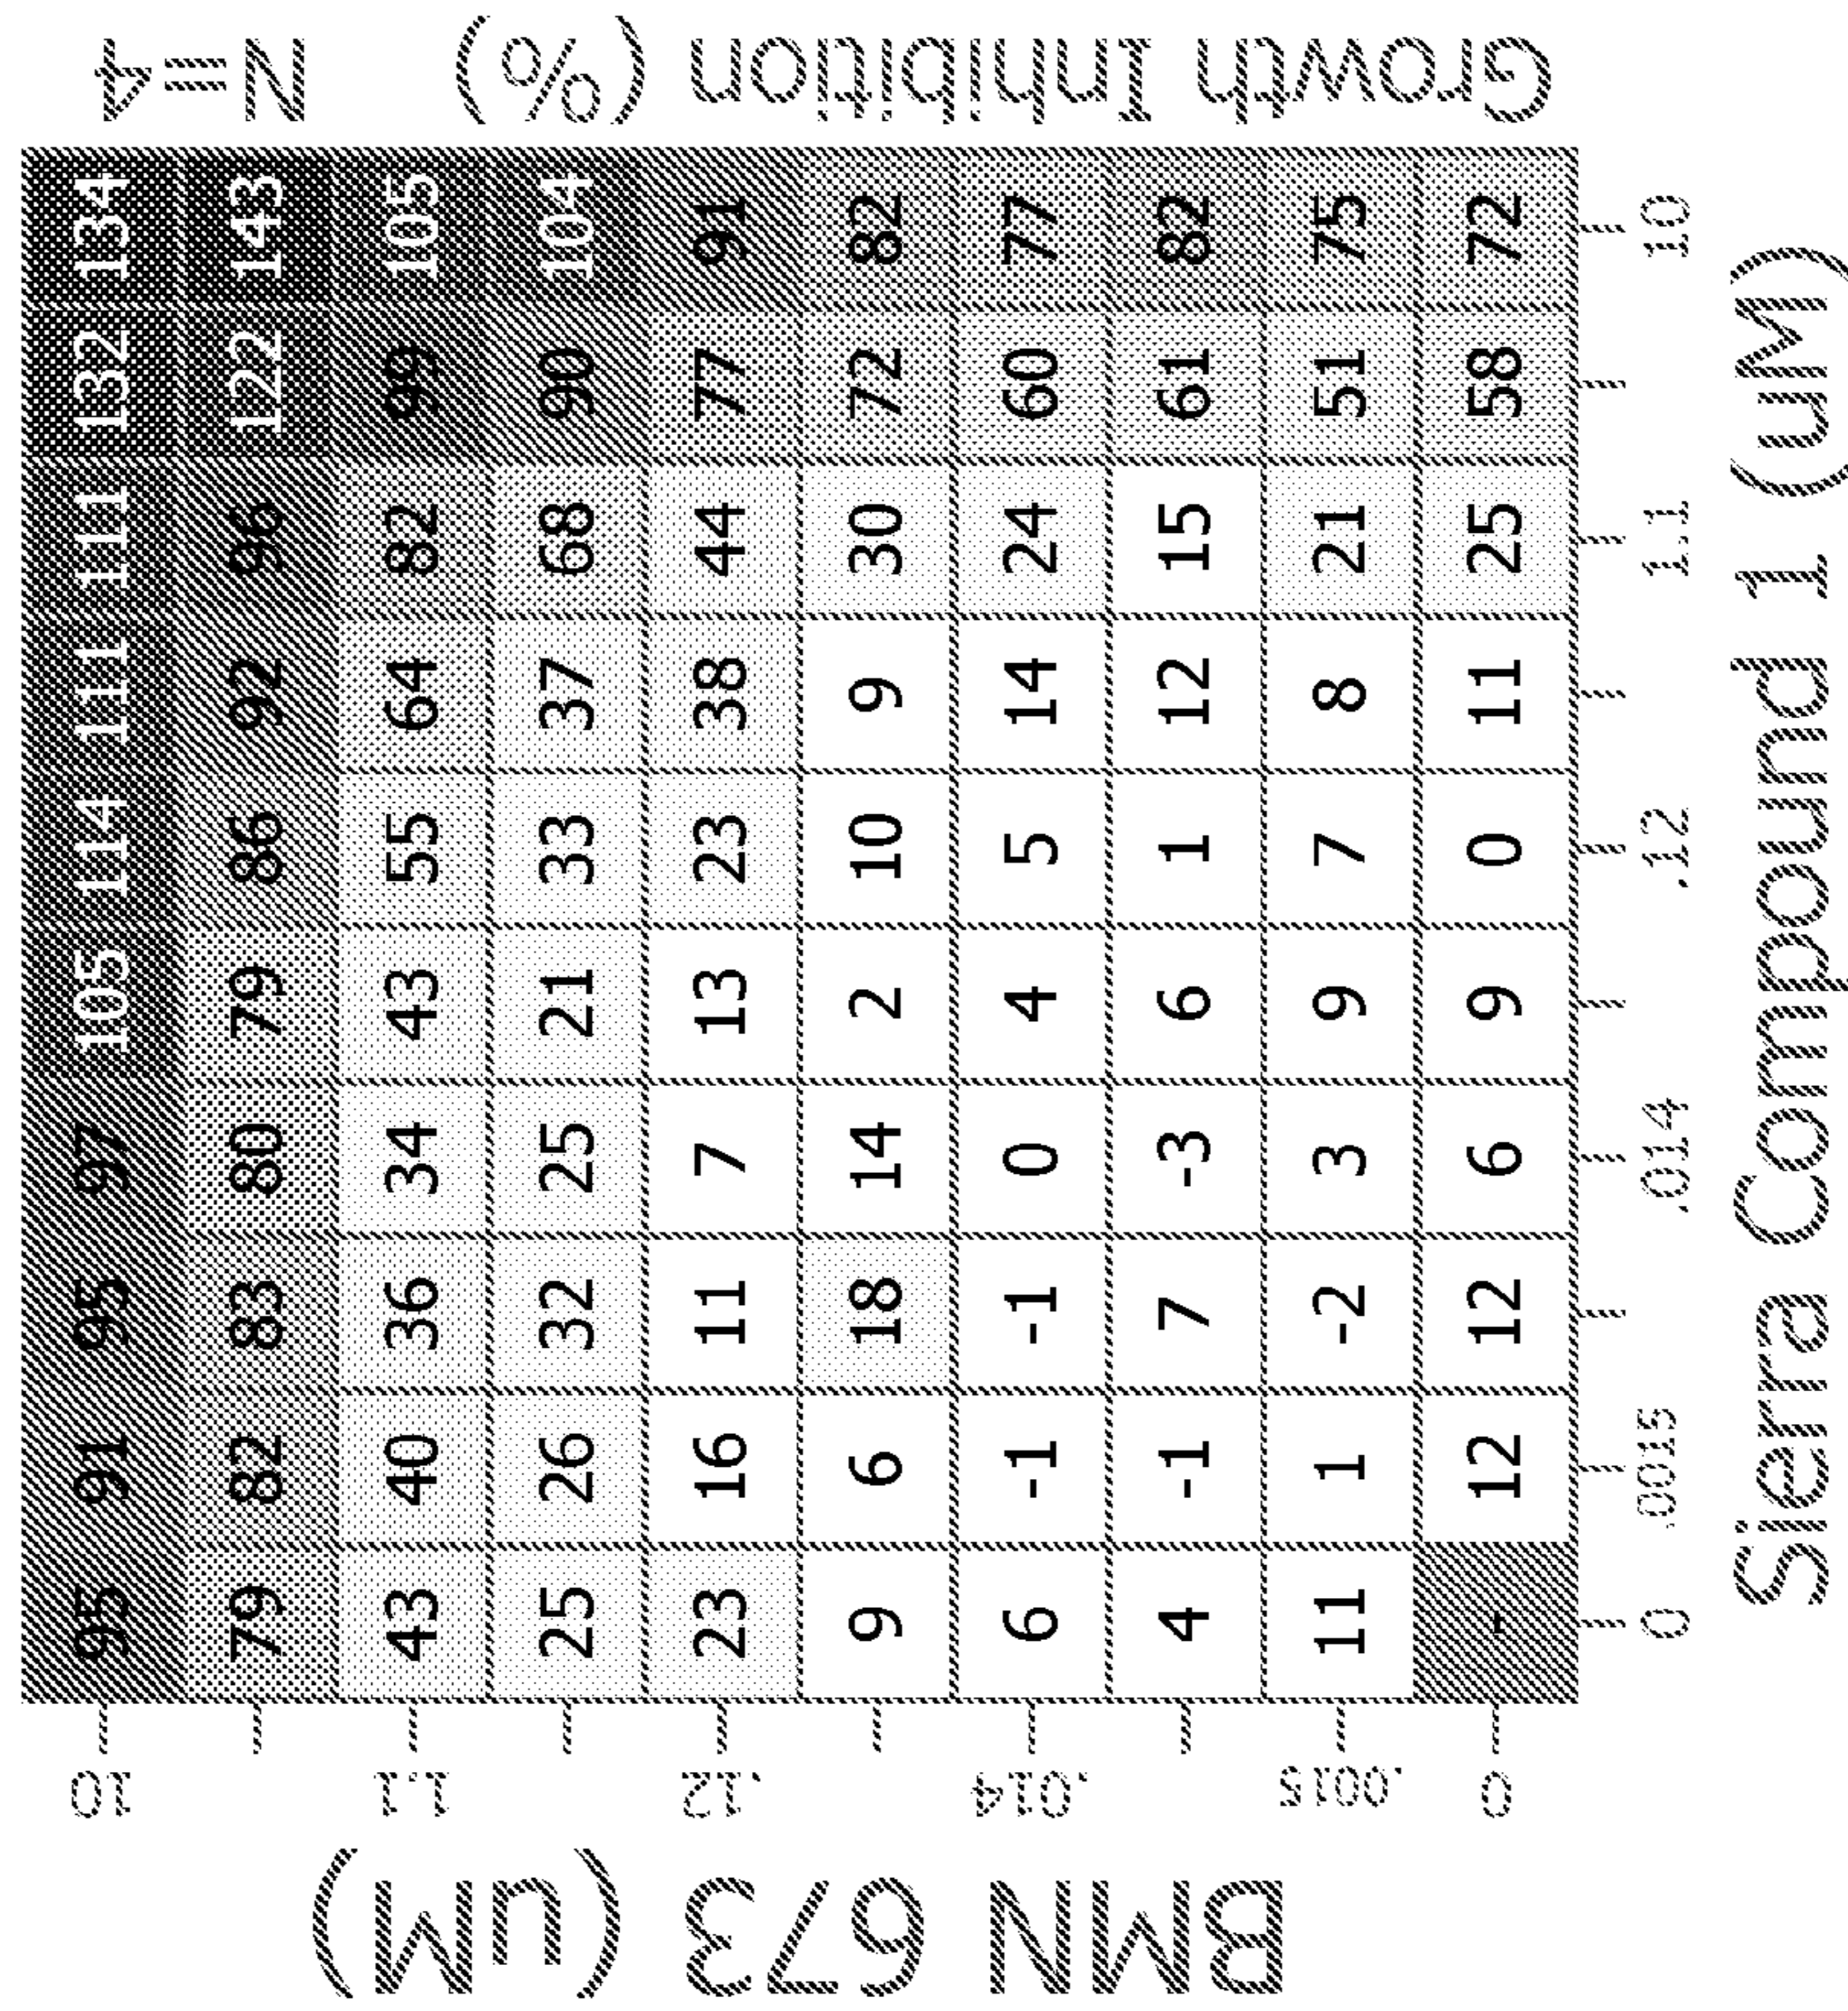 Growth Inhibition (%) N=4
BMN 673 (uM)
10 95 91 95 97 105 114 111 111 132 134
79 82 83 80 79 86 92 96 122 143
1.1 43 40 36 34 43 55 64 82 99 105
25 26 32 25 21 33 37 68 90 104
.12 23 16 11 7 13 23 38 44 77 91
9 6 18 14 2 10 9 30 72 82
.014 6 -1 -1 0 4 5 14 24 60 77
4 -1 7 -3 6 1 12 15 61 82
.0015 11 1 -2 3 9 7 8 21 51 75
0 - 12 12 6 9 0 11 25 58 72
0 .0015 .014 .12 1.1 10
Sierra Compound 1 (uM)